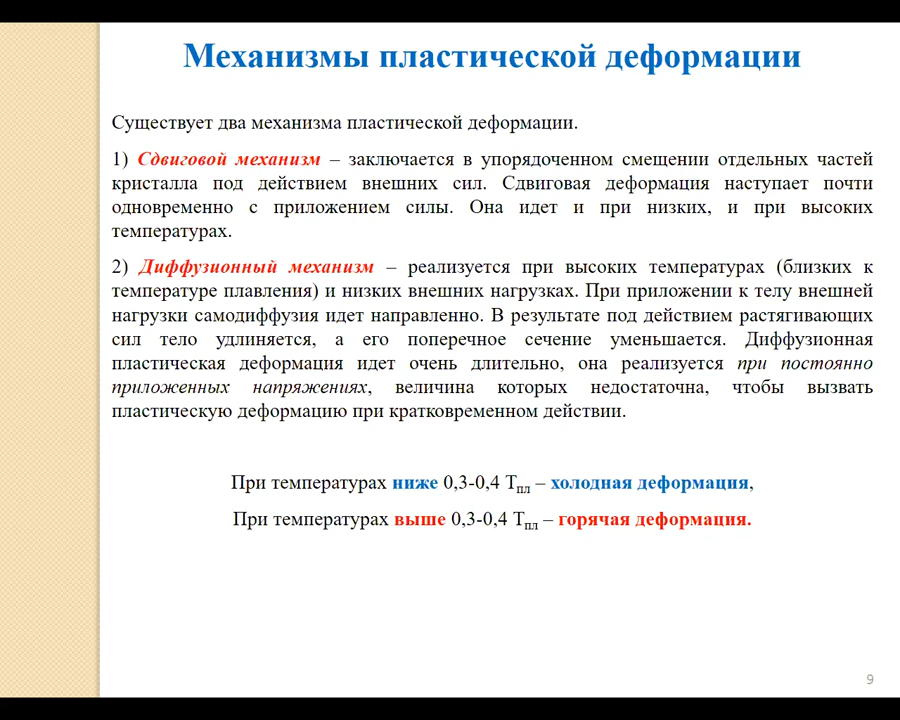 Механизмы пластической деформации
Существует два механизма пластической деформации.
1) Сдвиговой механизм – заключается в упорядоченном смещении отдельных частей
кристалла под действием внешних сил. Сдвиговая деформация наступает почти
одновременно с приложением силы. Она идет и при низких, и при высоких
температурах.
2) Диффузионный механизм – реализуется при высоких температурах (близких к
температуре плавления) и низких внешних нагрузках. При приложении к телу внешней
нагрузки самодиффузия идет направленно. В результате под действием растягивающих
сил тело удлиняется, а его поперечное сечение уменьшается. Диффузионная
пластическая деформация идет очень длительно, она реализуется при постоянно
приложенных напряжениях, величина которых недостаточна, чтобы вызвать
пластическую деформацию при кратковременном действии.
При температурах ниже 0,3-0,4 Тпл – холодная деформация,
При температурах выше 0,3-0,4 Тпл – горячая деформация.
9